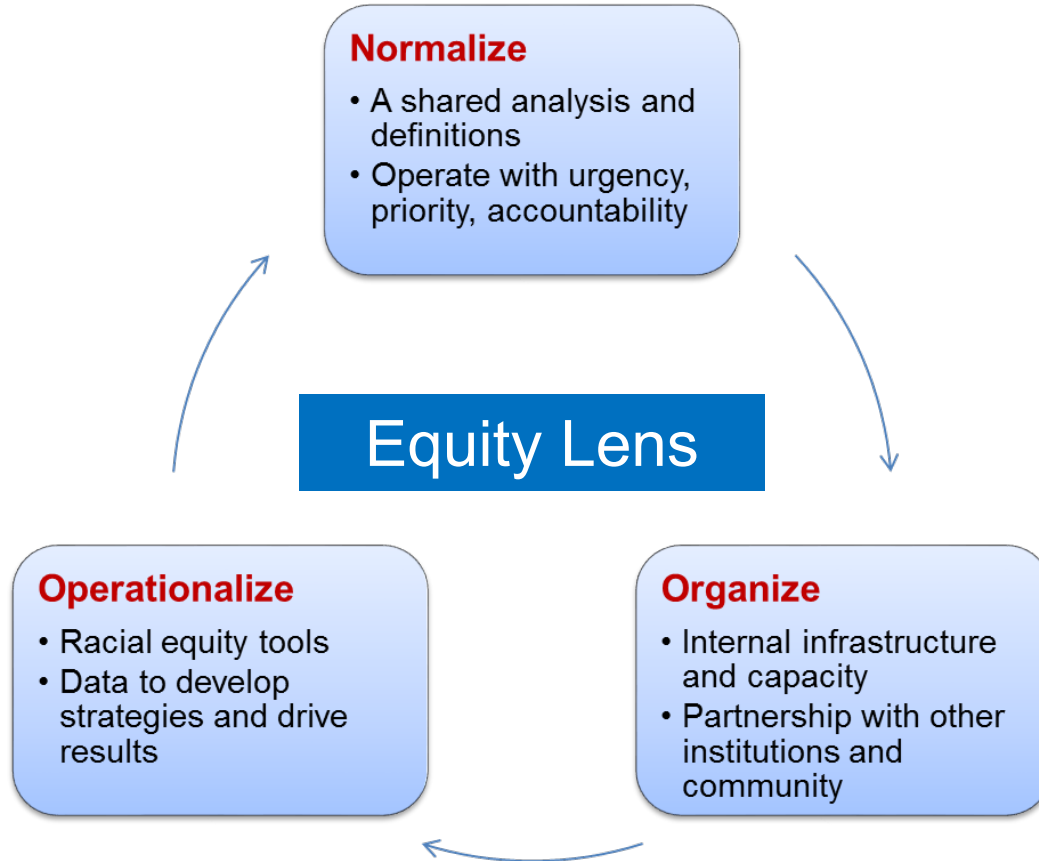 Normalize
• A shared analysis and
definitions
• Operate with urgency,
priority, accountability
Equity Lens
Operationalize
• Racial equity tools
• Data to develop
strategies and drive
results
Organize
• Internal infrastructure
and capacity
• Partnership with other
institutions and
community